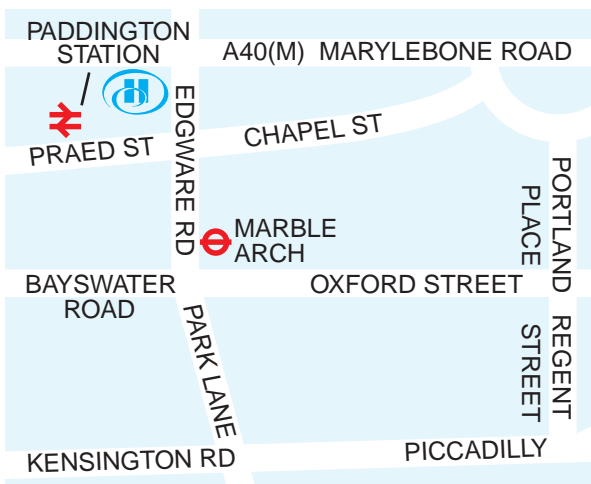 PADDINGTON
STATION
A40(M) MARYLEBONE ROAD
H
EDGWARE RD
PRAED ST
CHAPEL ST
MARBLE
ARCH
PORTLAND
PLACE
BAYSWATER
ROAD
OXFORD STREET
PARK LANE
REGENT
STREET
KENSINGTON RD
PICCADILLY